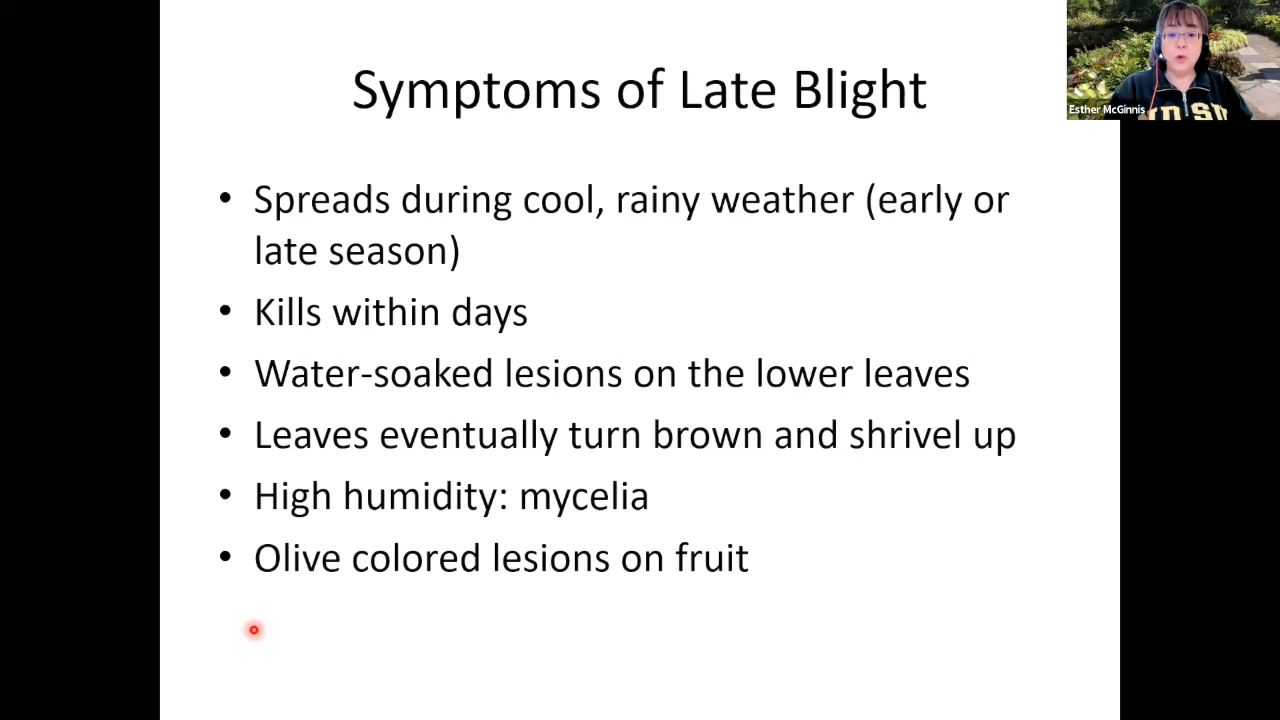 Symptoms of Late Blight
Esther McGinnis
• Spreads during cool, rainy weather (early or
late season)
• Kills within days
• Water-soaked lesions on the lower leaves
• Leaves eventually turn brown and shrivel up
• High humidity: mycelia
• Olive colored lesions on fruit